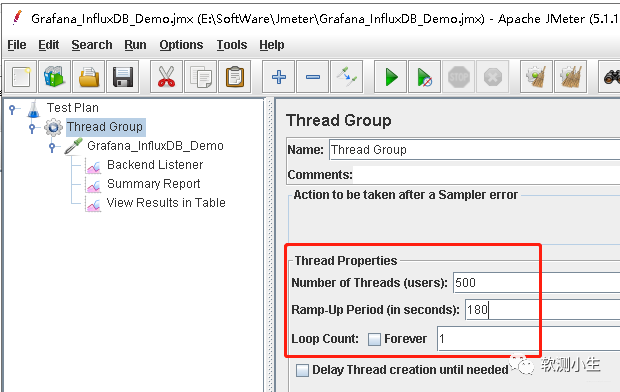 Grafana_InfluxDB_Demo.jmx (E:\SoftWare\Jmeter\Grafana_InfluxDB_Demo.jmx) - Apache JMeter (5.1.1
File Edit Search Run Options Tools Help
Test Plan
Thread Group
Grafana_InfluxDB_Demo
Backend Listener
Summary Report
View Results in Table
Thread Group
Name: Thread Group
Comments:
Action to be taken after a Sampler error
Thread Properties
Number of Threads (users): 500
Ramp-Up Period (in seconds): 180
Loop Count: Forever 1
Delay Thread creation until needed
软测小生